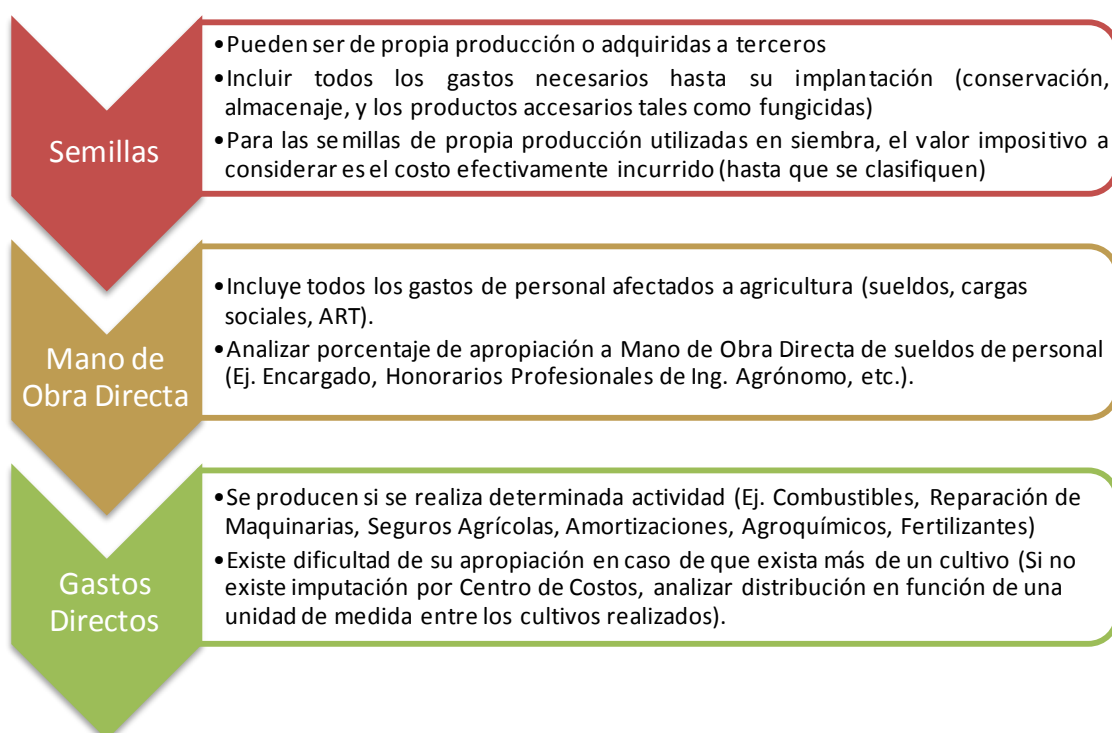 Semillas
•Pueden ser de propia producción o adquiridas a terceros
•Incluir todos los gastos necesarios hasta su implantación (conservación,
almacenaje, y los productos accesarios tales como fungicidas)
•Para las semillas de propia producción utilizadas en siembra, el valor impositivo a
considerar es el costo efectivamente incurrido (hasta que se clasifiquen)
Mano de
Obra Directa
•Incluye todos los gastos de personal afectados a agricultura (sueldos, cargas
sociales, ART).
•Analizar porcentaje de apropiación a Mano de Obra Directa de sueldos de personal
(Ej. Encargado, Honorarios Profesionales de Ing. Agrónomo, etc.).
Gastos
Directos
•Se producen si se realiza determinada actividad (Ej. Combustibles, Reparación de
Maquinarias, Seguros Agrícolas, Amortizaciones, Agroquímicos, Fertilizantes)
•Existe dificultad de su apropiación en caso de que exista más de un cultivo (Si no
existe imputación por Centro de Costos, analizar distribución en función de una
unidad de medida entre los cultivos realizados).